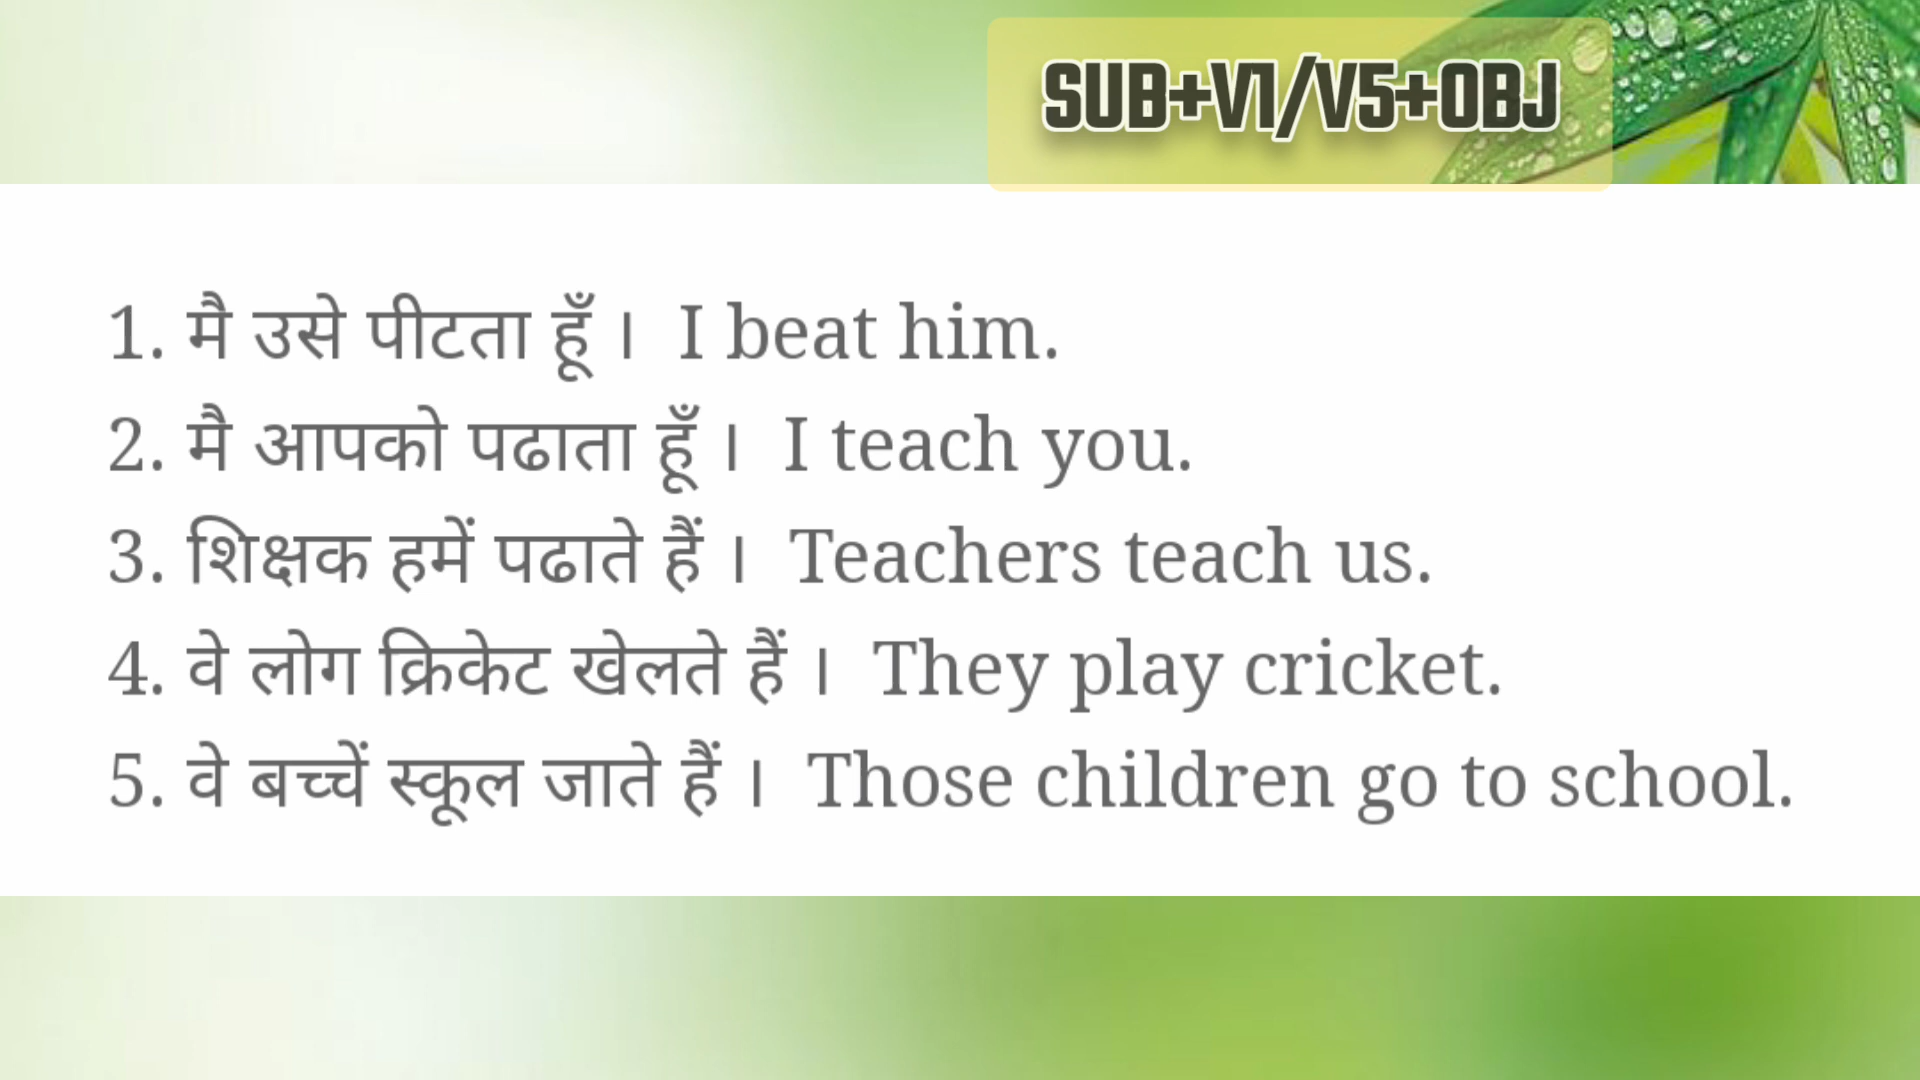 SUB+V1/V5+OBJ
1. मै उसे पीटता हूँ । I beat him.
2. मै आपको पढाता हूँ । I teach you.
3. शिक्षक हमें पढाते हैं । Teachers teach us.
4. वे लोग क्रिकेट खेलते हैं । They play cricket.
5. वे बच्चें स्कूल जाते हैं । Those children go to school.